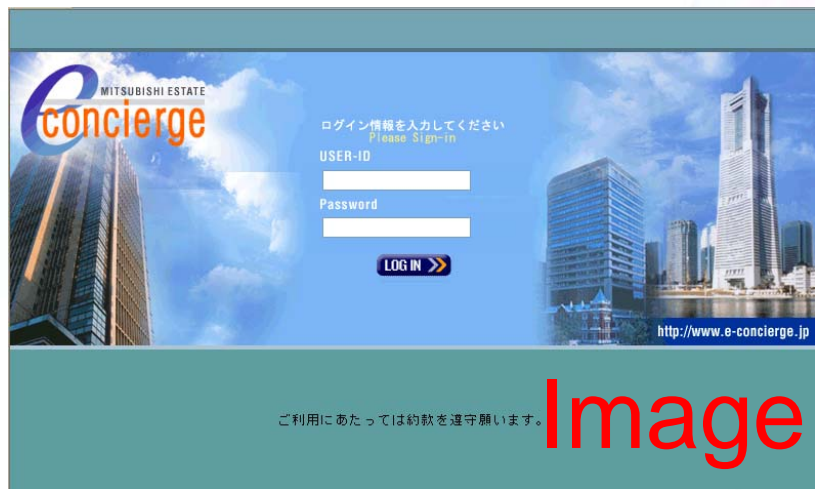 MITSUBISHI ESTATE
e concierge
ログイン情報を入力してください
Please Sign-in
USER-ID
Password
LOG IN
http://www.e-concierge.jp
ご利用にあたっては約款を遵守願います。
Image